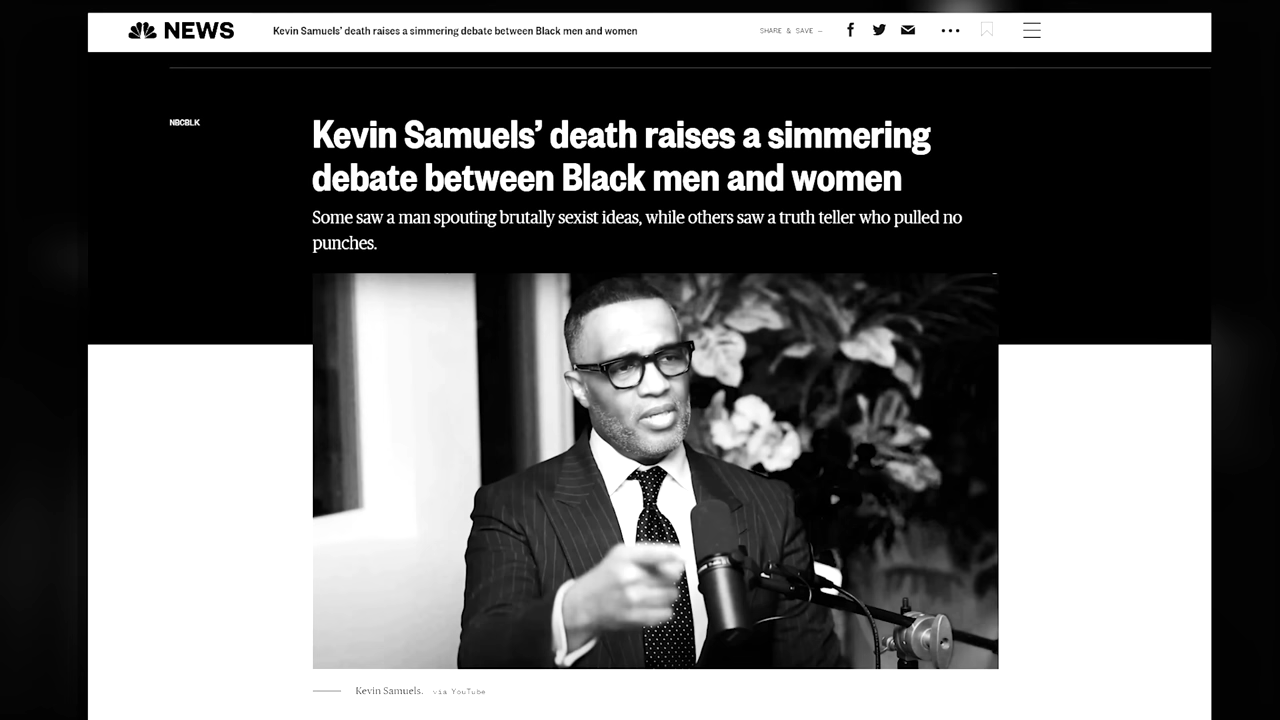 NEWS
Kevin Samuels' death raises a simmering debate between Black men and women
SHARE & SAVE —
NBCBLK
Kevin Samuels’ death raises a simmering
debate between Black men and women
Some saw a man spouting brutally sexist ideas, while others saw a truth teller who pulled no
punches.
Kevin Samuels. via YouTube